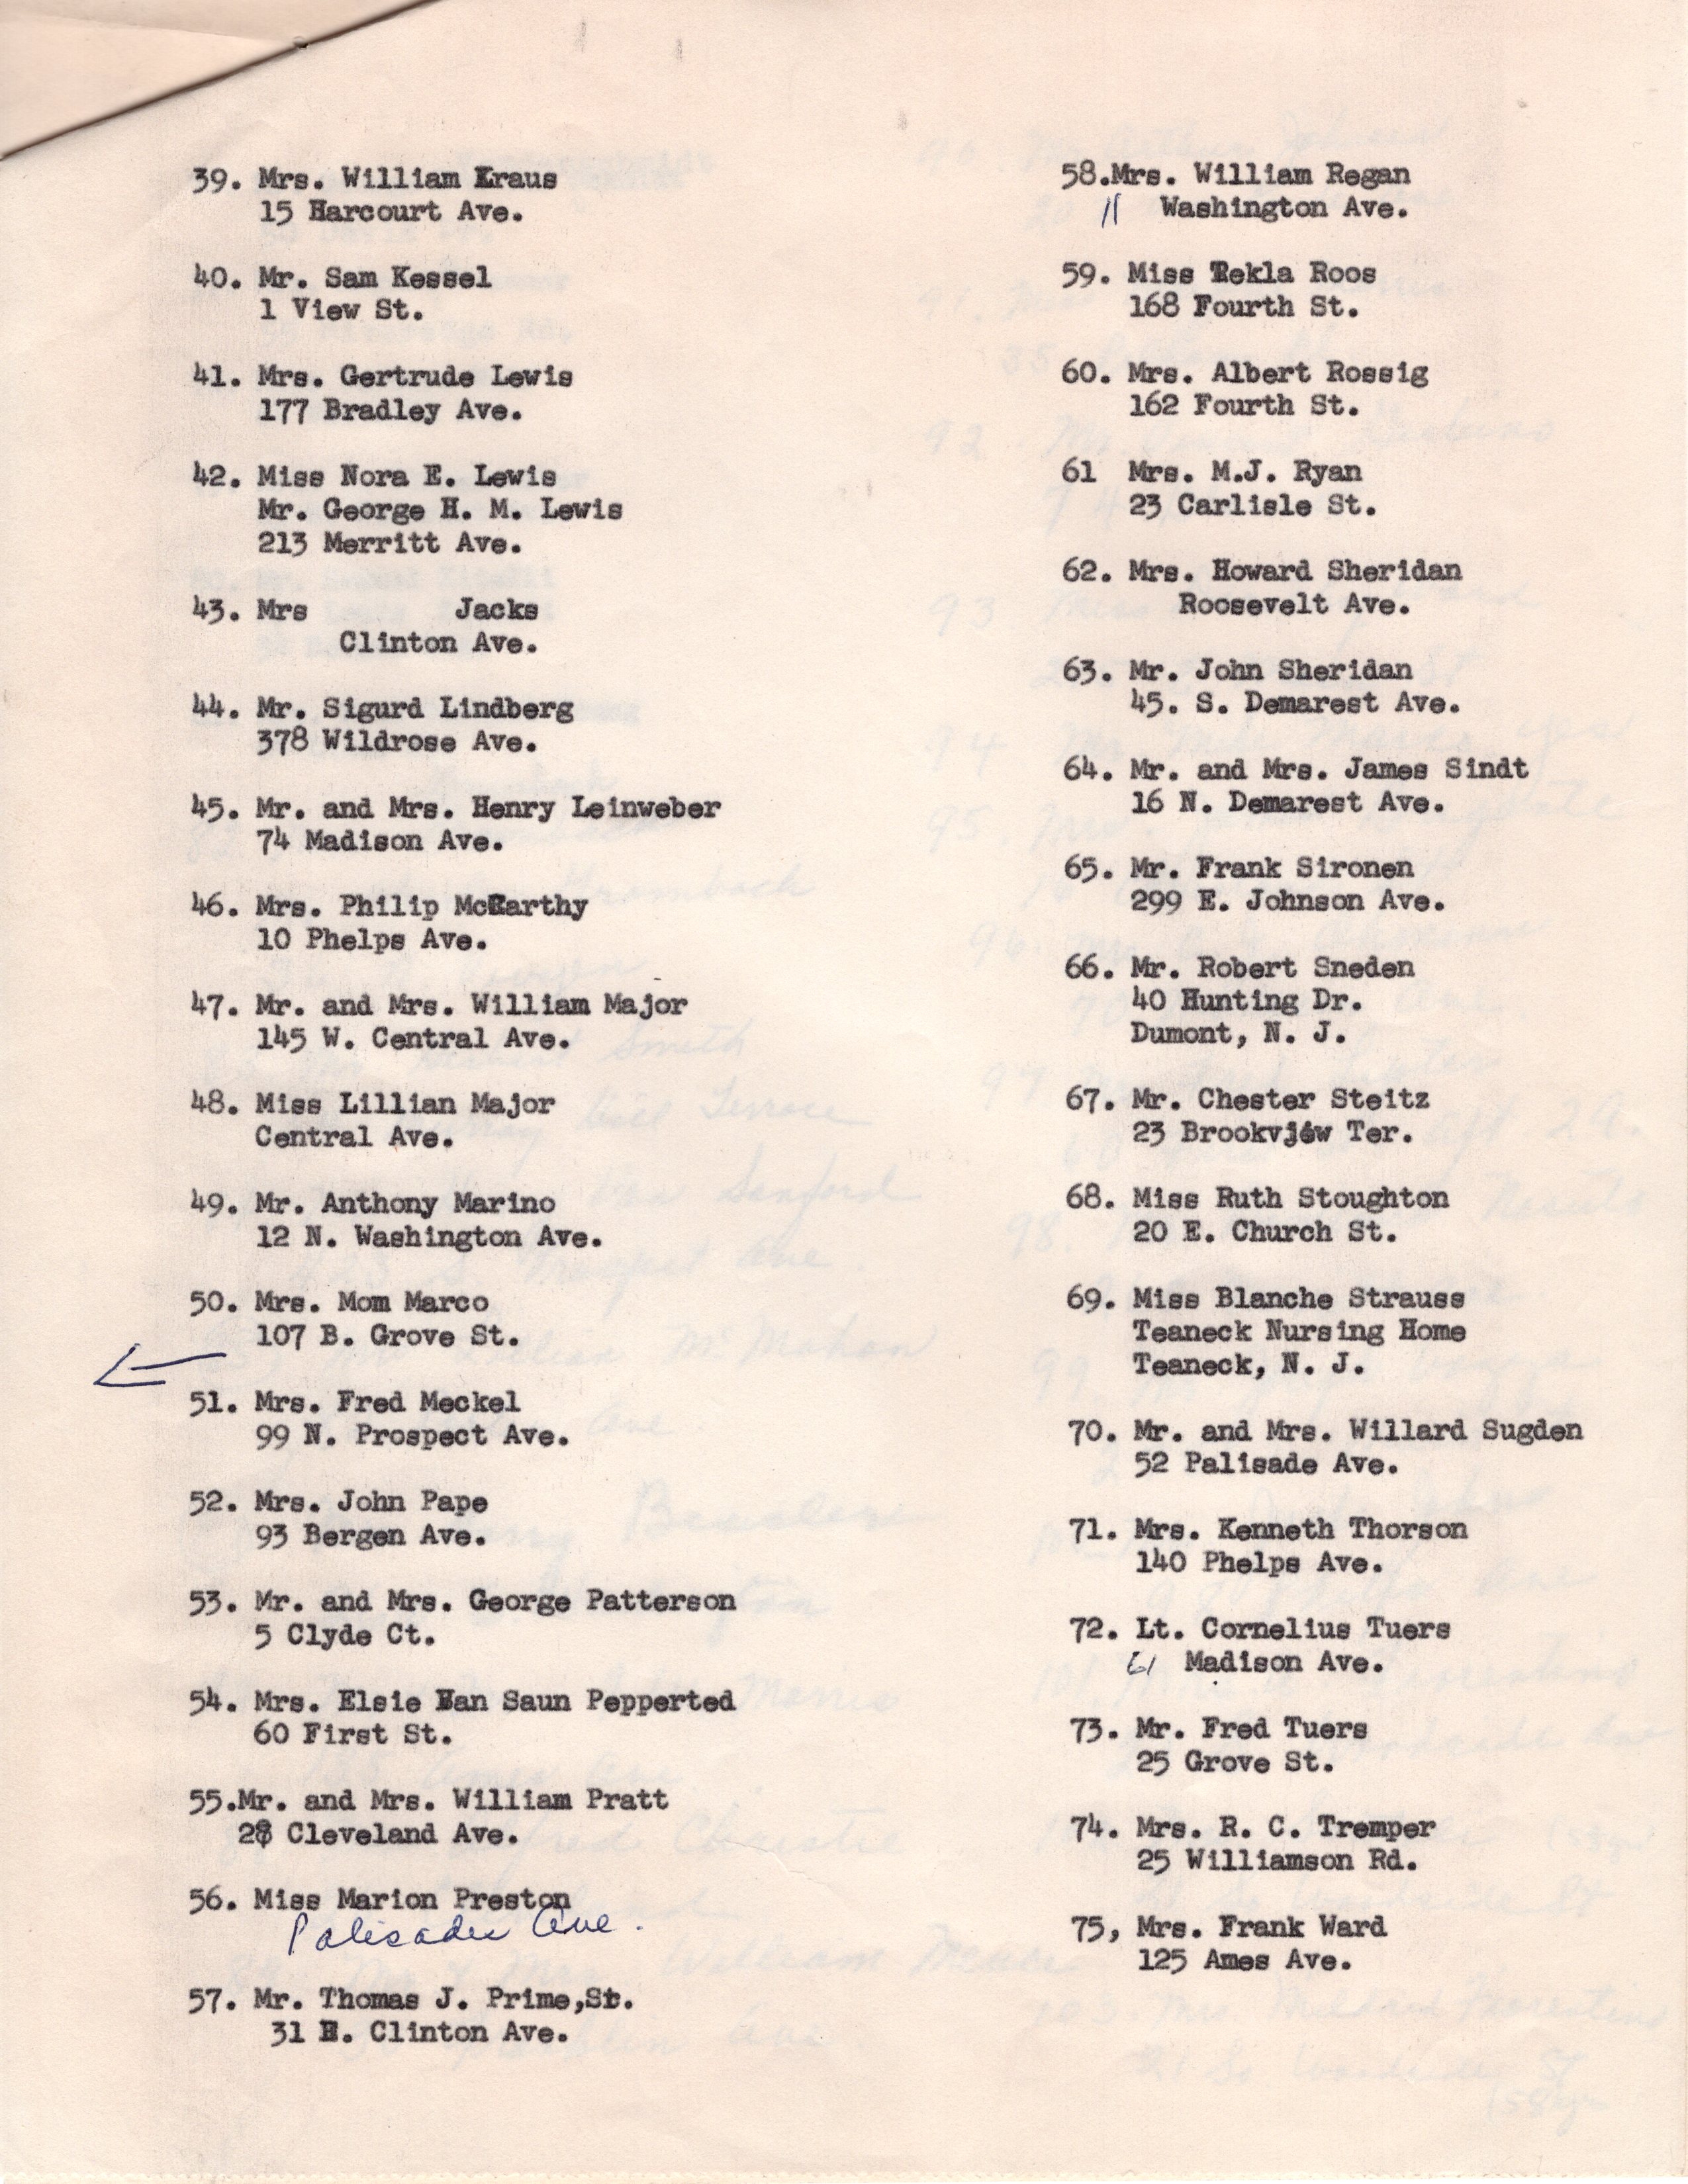 39. Mrs. William Kraus
15 Harcourt Ave.
40. Mr. Sam Kessel
1 View St.
41. Mrs. Gertrude Lewis
177 Bradley Ave.
42. Miss Nora E. Lewis
Mr. George H. M. Lewis
213 Merritt Ave.
43. Mrs Jacks
Clinton Ave.
44. Mr. Sigurd Lindberg
378 Wildrose Ave.
45. Mr. and Mrs. Henry Leinweber
74 Madison Ave.
46. Mrs. Philip McCarthy
10 Phelps Ave.
47. Mr. and Mrs. William Major
145 W. Central Ave.
48. Miss Lillian Major
Central Ave.
49. Mr. Anthony Marino
12 N. Washington Ave.
50. Mrs. Mom Marco
107 B. Grove St.
51. Mrs. Fred Meckel
99 N. Prospect Ave.
52. Mrs. John Pape
93 Bergen Ave.
53. Mr. and Mrs. George Patterson
5 Clyde Ct.
54. Mrs. Elsie Van Saun Pepperted
60 First St.
55.Mr. and Mrs. William Pratt
28 Cleveland Ave.
56. Miss Marion Preston
Palisades Ave.
57. Mr. Thomas J. Prime,Sr.
31 E. Clinton Ave.
58.Mrs. William Regan
11 Washington Ave.
59. Miss Tekla Roos
168 Fourth St.
60. Mrs. Albert Rossig
162 Fourth St.
61 Mrs. M.J. Ryan
23 Carlisle St.
62. Mrs. Howard Sheridan
Roosevelt Ave.
63. Mr. John Sheridan
45. S. Demarest Ave.
64. Mr. and Mrs. James Sindt
16 N. Demarest Ave.
65. Mr. Frank Sironen
299 E. Johnson Ave.
66. Mr. Robert Sneden
40 Hunting Dr.
Dumont, N. J.
67. Mr. Chester Steitz
23 Brookview Ter.
68. Miss Ruth Stoughton
20 E. Church St.
69. Miss Blanche Strauss
Teaneck Nursing Home
Teaneck, N. J.
70. Mr. and Mrs. Willard Sugden
52 Palisade Ave.
71. Mrs. Kenneth Thorson
140 Phelps Ave.
72. Lt. Cornelius Tuers
61 Madison Ave.
73. Mr. Fred Tuers
25 Grove St.
74. Mrs. R. C. Tremper
25 Williamson Rd.
75, Mrs. Frank Ward
125 Ames Ave.